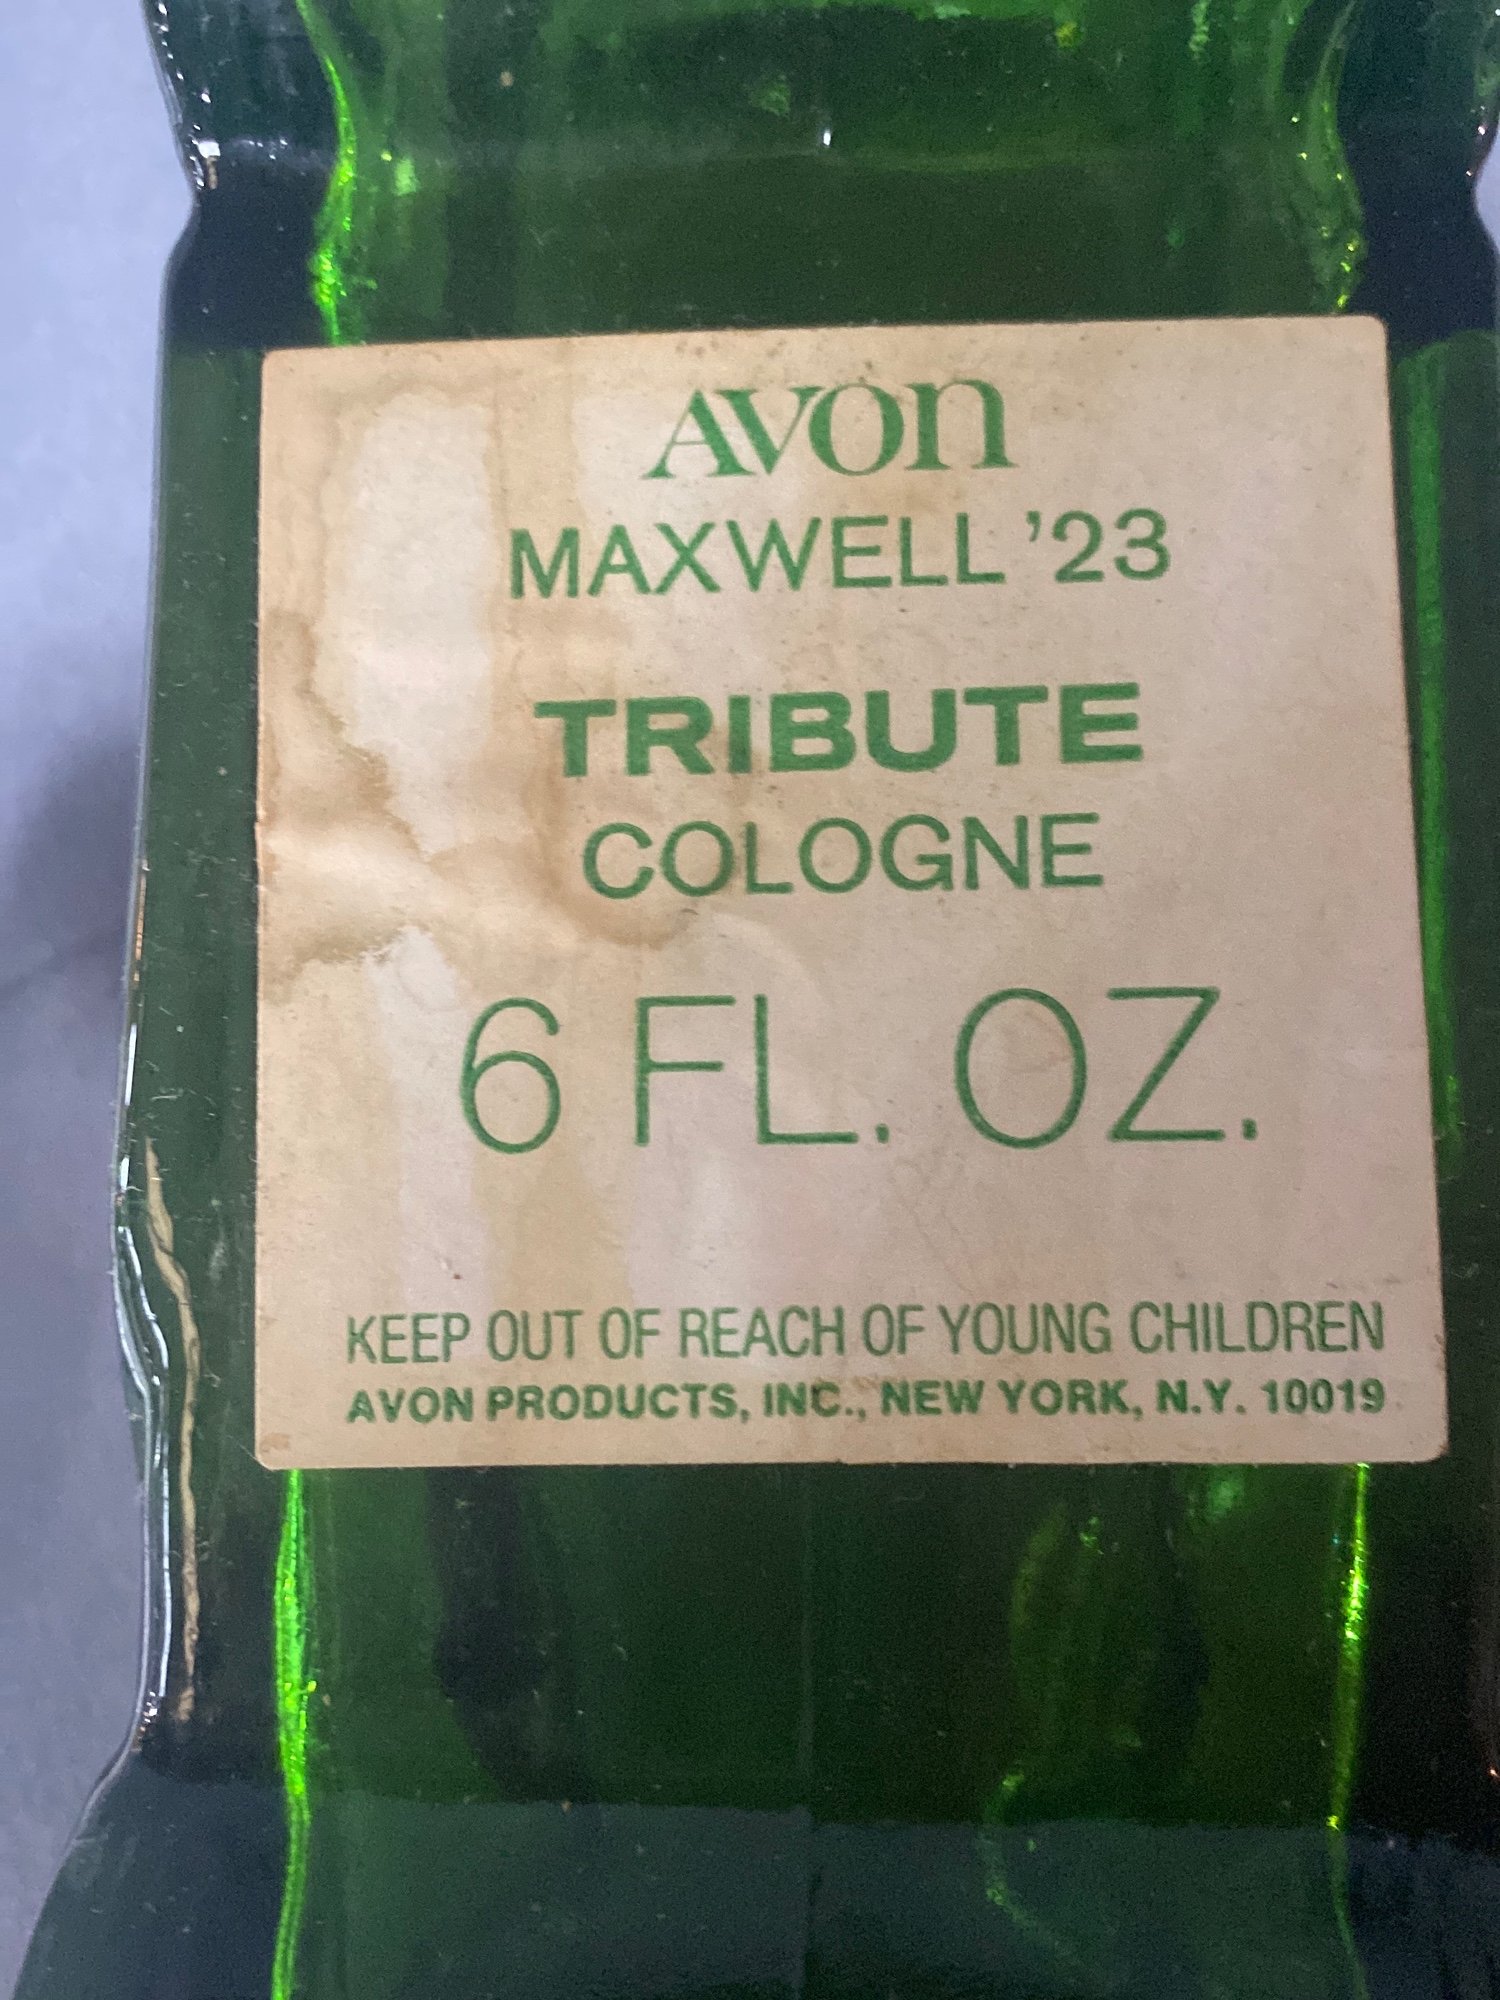 AVON
MAXWELL '23
TRIBUTE
COLOGNE
6 FL. OZ.
KEEP OUT OF REACH OF YOUNG CHILDREN
AVON PRODUCTS, INC., NEW YORK, N.Y. 10019